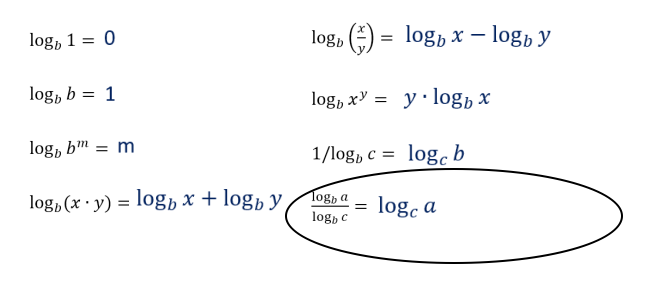 log_b 1 = 0
log_b b = 1
log_b b^m = m
log_b(x · y) = log_b x + log_b y
log_b (x/y) = log_b x − log_b y
log_b x^y = y · log_b x
1/log_b c = log_c b
log_b a / log_b c = log_c a